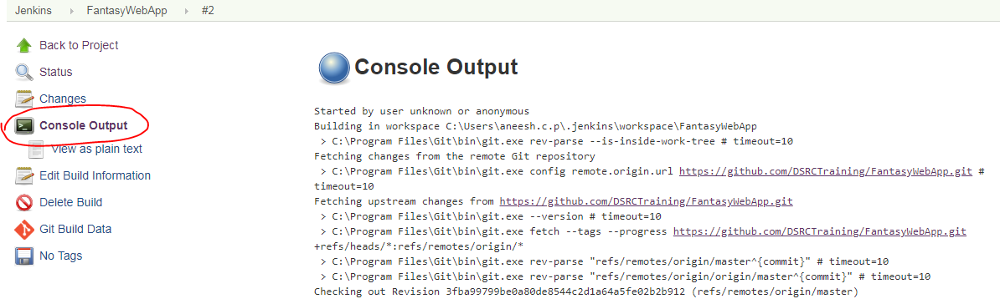 Jenkins FantasyWebApp #2
Back to Project
Status
Changes
Console Output
View as plain text
Edit Build Information
Delete Build
Git Build Data
No Tags
Console Output
Started by user unknown or anonymous
Building in workspace C:\Users\aneesh.c.p\.jenkins\workspace\FantasyWebApp
> C:\Program Files\Git\bin\git.exe rev-parse --is-inside-work-tree # timeout=10
Fetching changes from the remote Git repository
> C:\Program Files\Git\bin\git.exe config remote.origin.url https://github.com/DSRCTraining/FantasyWebApp.git #
timeout=10
Fetching upstream changes from https://github.com/DSRCTraining/FantasyWebApp.git
> C:\Program Files\Git\bin\git.exe --version # timeout=10
> C:\Program Files\Git\bin\git.exe fetch --tags --progress https://github.com/DSRCTraining/FantasyWebApp.git
+refs/heads/*:refs/remotes/origin/*
> C:\Program Files\Git\bin\git.exe rev-parse "refs/remotes/origin/master^{commit}" # timeout=10
> C:\Program Files\Git\bin\git.exe rev-parse "refs/remotes/origin/origin/master^{commit}" # timeout=10
Checking out Revision 3fba99799be0a80de8544c2d1a64a5fe02b2b912 (refs/remotes/origin/master)